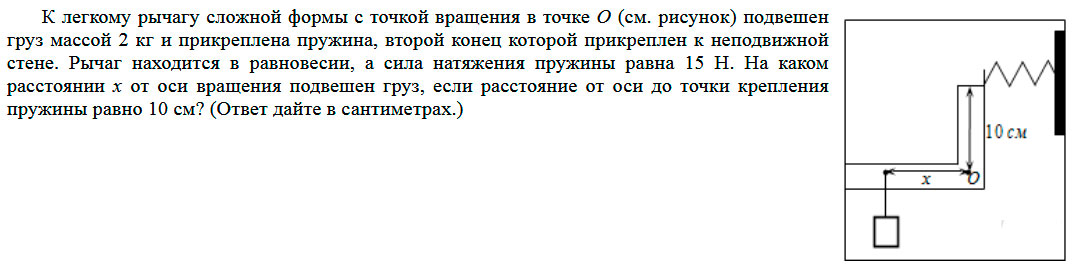 К легкому рычагу сложной формы с точкой вращения в точке O (см. рисунок) подвешен
груз массой 2 кг и прикреплена пружина, второй конец которой прикреплен к неподвижной
стене. Рычаг находится в равновесии, а сила натяжения пружины равна 15 Н. На каком
расстоянии x от оси вращения подвешен груз, если расстояние от оси до точки крепления
пружины равно 10 см? (Ответ дайте в сантиметрах.)
10 см
x
O